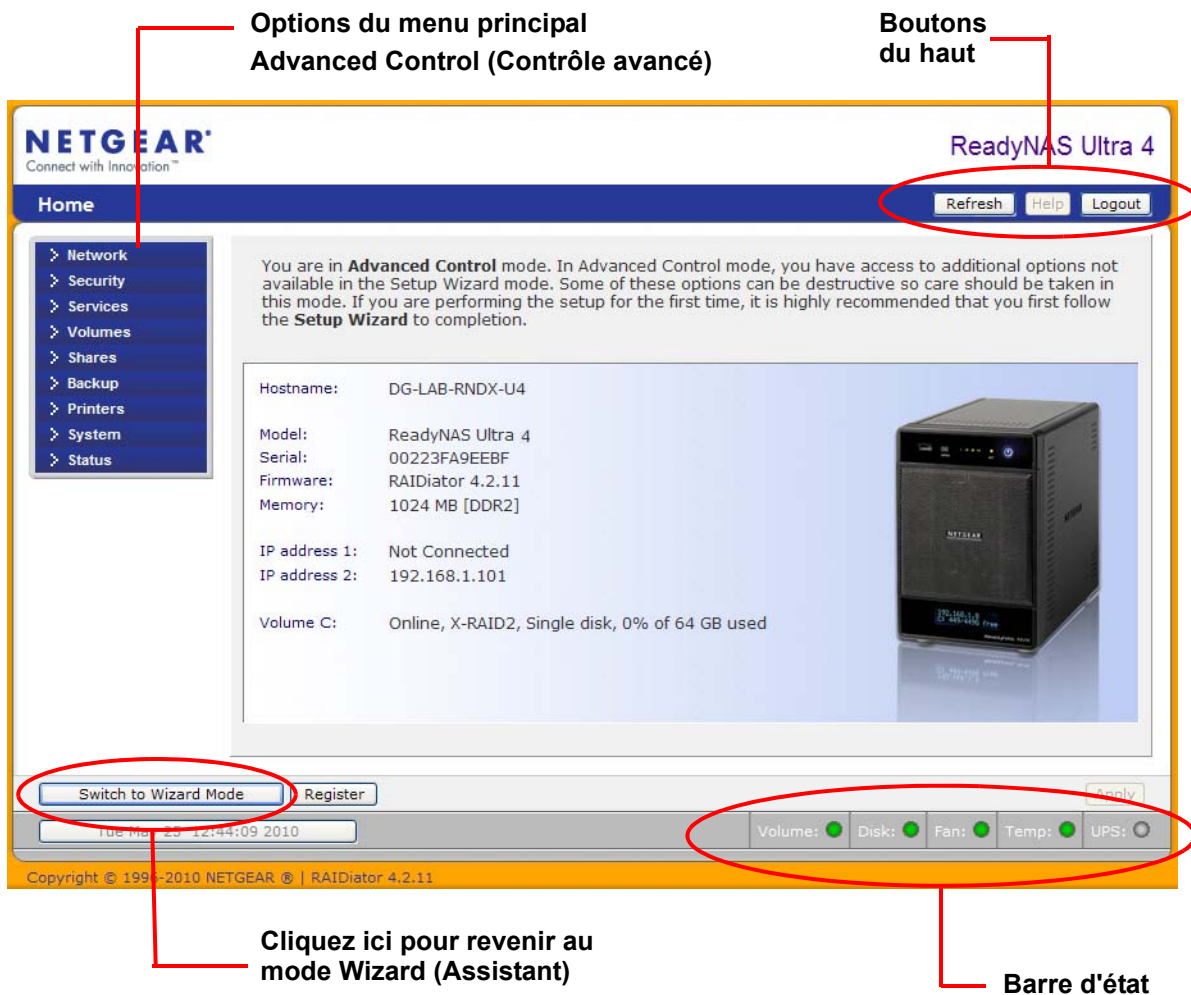 Options du menu principal
Advanced Control (Contrôle avancé)
Boutons
du haut
NETGEAR®
Connect with Innovation™
ReadyNAS Ultra 4
Home
Refresh
Help
Logout
> Network
> Security
> Services
> Volumes
> Shares
> Backup
> Printers
> System
> Status
You are in Advanced Control mode. In Advanced Control mode, you have access to additional options not
available in the Setup Wizard mode. Some of these options can be destructive so care should be taken in
this mode. If you are performing the setup for the first time, it is highly recommended that you first follow
the Setup Wizard to completion.
Hostname: DG-LAB-RNDX-U4
Model: ReadyNAS Ultra 4
Serial: 00223FA9EEBF
Firmware: RAIDiator 4.2.11
Memory: 1024 MB [DDR2]
IP address 1: Not Connected
IP address 2: 192.168.1.101
Volume C: Online, X-RAID2, Single disk, 0% of 64 GB used
NETGEAR
Switch to Wizard Mode
Register
Apply
Tue 25 12:44:09 2010
Volume:
Disk:
Fan:
Temp:
UPS:
Copyright © 1996-2010 NETGEAR ® | RAIDiator 4.2.11
Cliquez ici pour revenir au
mode Wizard (Assistant)
Barre d'état